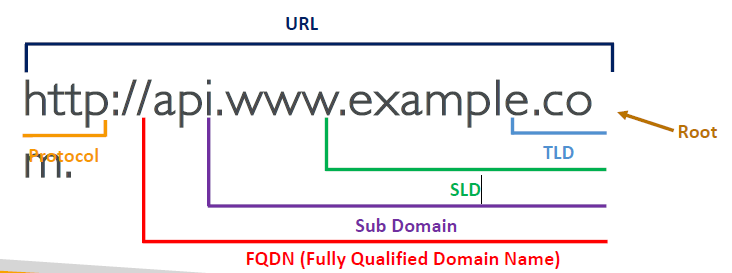 URL
http://api.www.example.co
m.
Protocol
Root
TLD
SLD
Sub Domain
FQDN (Fully Qualified Domain Name)